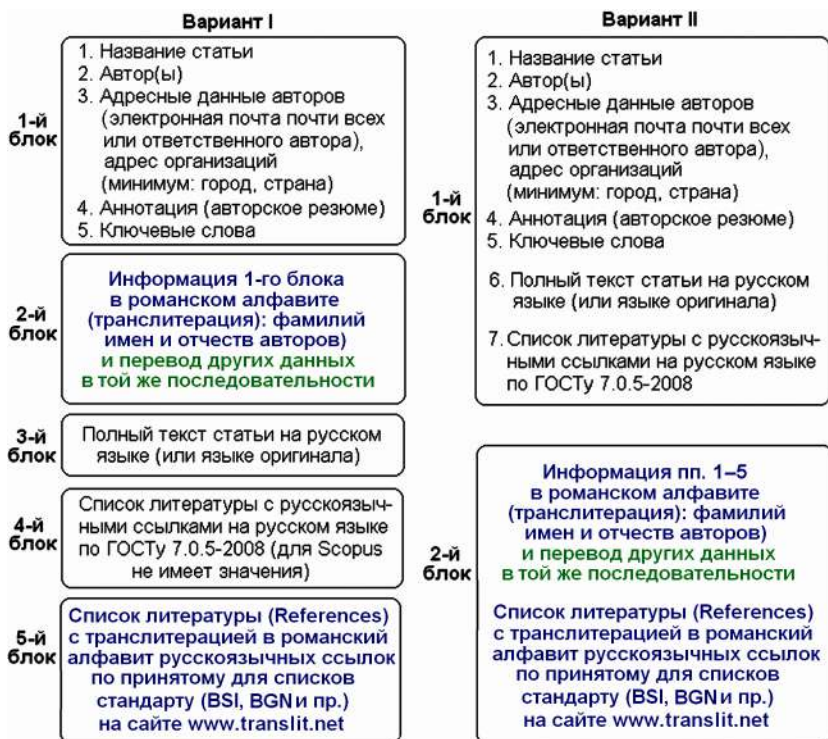 Вариант I
1-й
блок
1. Название статьи
2. Автор(ы)
3. Адресные данные авторов
(электронная почта почти всех
или ответственного автора),
адрес организаций
(минимум: город, страна)
4. Аннотация (авторское резюме)
5. Ключевые слова
2-й
блок
Информация 1-го блока
в романском алфавите
(транслитерация): фамилий
имен и отчеств авторов)
и перевод других данных
в той же последовательности
3-й
блок
Полный текст статьи на русском
языке (или языке оригинала)
4-й
блок
Список литературы с русскоязыч-
ными ссылками на русском языке
по ГОСТу 7.0.5-2008 (для Scopus
не имеет значения)
5-й
блок
Список литературы (References)
с транслитерацией в романский
алфавит русскоязычных ссылок
по принятому для списков
стандарту (BSI, BGN и пр.)
на сайте www.translit.net
Вариант II
1-й
блок
1. Название статьи
2. Автор(ы)
3. Адресные данные авторов
(электронная почта почти всех
или ответственного автора),
адрес организаций
(минимум: город, страна)
4. Аннотация (авторское резюме)
5. Ключевые слова
6. Полный текст статьи на русском
языке (или языке оригинала)
7. Список литературы с русскоязыч-
ными ссылками на русском языке
по ГОСТу 7.0.5-2008
2-й
блок
Информация пп. 1–5
в романском алфавите
(транслитерация): фамилий
имен и отчеств авторов)
и перевод других данных
в той же последовательности
Список литературы (References)
с транслитерацией в романский
алфавит русскоязычных ссылок
по принятому для списков
стандарту (BSI, BGN и пр.)
на сайте www.translit.net